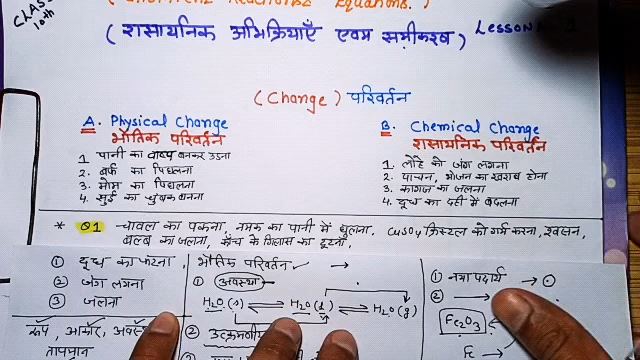 CLASS 10th
(Chemical Reactions Equations.)
(रासायनिक अभिक्रियाएँ एवम समीकरण) Lesson
(Change) परिवर्तन
A. Physical Change
भौतिक परिवर्तन
1 पानी का वाष्प बनकर उड़ना
2. बर्फ का पिघलना
3. मोम का पिघलना
4. सुई का चुंबक बनना
B. Chemical Change
रासायनिक परिवर्तन
1. लोहे को जंग लगना
2. पाचन, भोजन का खराब होना
3. कागज का जलना
4. दूध का दही में बदलना
* Q1 चावल का पकना, नमक का पानी में घुलना, CuSO4 क्रिस्टल को गर्म करना, श्वसन,
बल्ब का जलना, काँच के गिलास का टूटना,
① दूध का फटना,
② जंग लगना
③ जलना
रूप, आकार, अवस्था
तापमान
भौतिक परिवर्तन ✓ →
① अवस्था
H2O(s) ⇌ H2O(l) ⇌ H2O(g)
② उत्क्रमणीय
① नया पदार्थ →
② →
Fe2O3
Fe